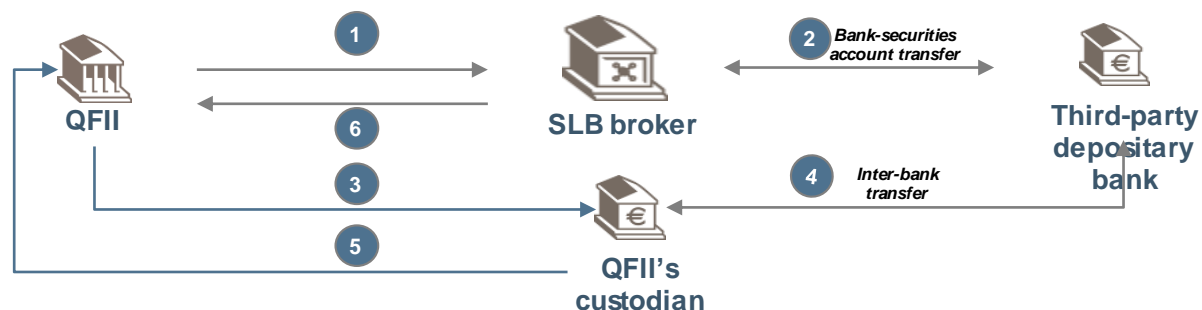 1
2
Bank-securities
account transfer
QFII
SLB broker
Third-party
depositary
bank
6
3
4
Inter-bank
transfer
5
QFII's
custodian